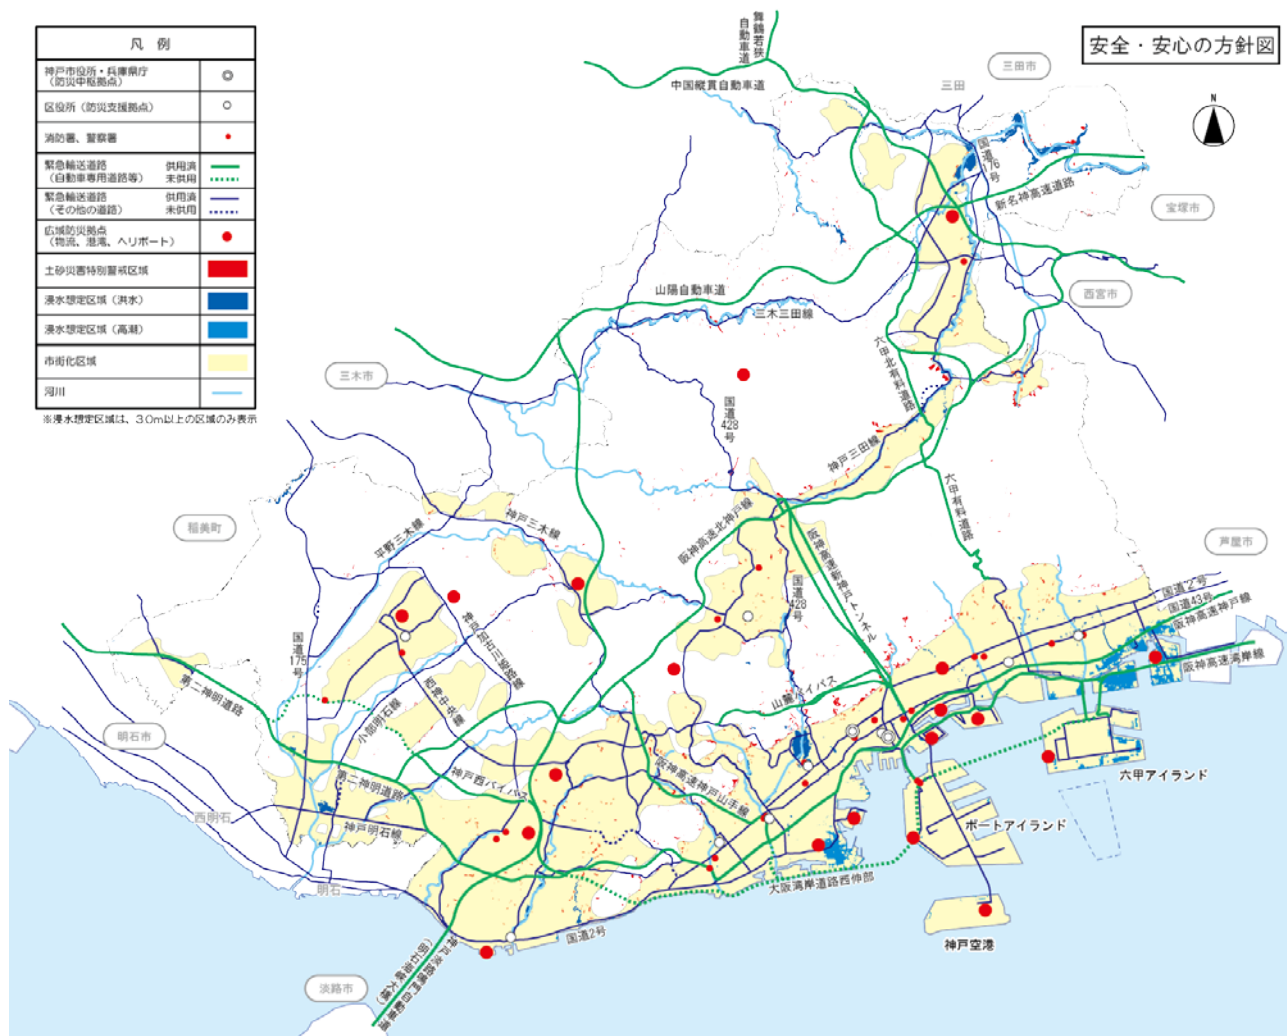 安全・安心の方針図
凡 例
神戸市役所・兵庫県庁
(防災中枢拠点)
区役所(防災支援拠点)
消防署、警察署
緊急輸送道路 供用済
(自動車専用道路等) 未供用
緊急輸送道路 供用済
(その他の道路) 未供用
広域防災拠点
(物流、港湾、ヘリポート)
土砂災害特別警戒区域
浸水想定区域(洪水)
浸水想定区域(高潮)
市街化区域
河川
※浸水想定区域は、3.0m以上の区域のみ表示
N
舞鶴若狭
自動車道
中国縦貫自動車道
三田
三田市
国道176号
新名神高速道路
宝塚市
西宮市
山陽自動車道
三木三田線
三木市
六甲北有料道路
国道428号
神戸三田線
六甲有料道路
稲美町
平野三木線
神戸三木線
阪神高速北神戸線
阪神高速新神戸トンネル
国道428号
芦屋市
国道2号
国道43号
阪神高速神戸線
阪神高速湾岸線
国道175号
神戸加古川姫路線
西神中央線
小部明石線
第二神明道路
山麓バイパス
明石市
第二神明道路
神戸西バイパス
阪神高速神戸山手線
六甲アイランド
西明石
神戸明石線
ポートアイランド
明石
大阪湾岸道路西伸部
国道2号
神戸空港
神戸淡路鳴門自動車道
(明石海峡大橋)
淡路市